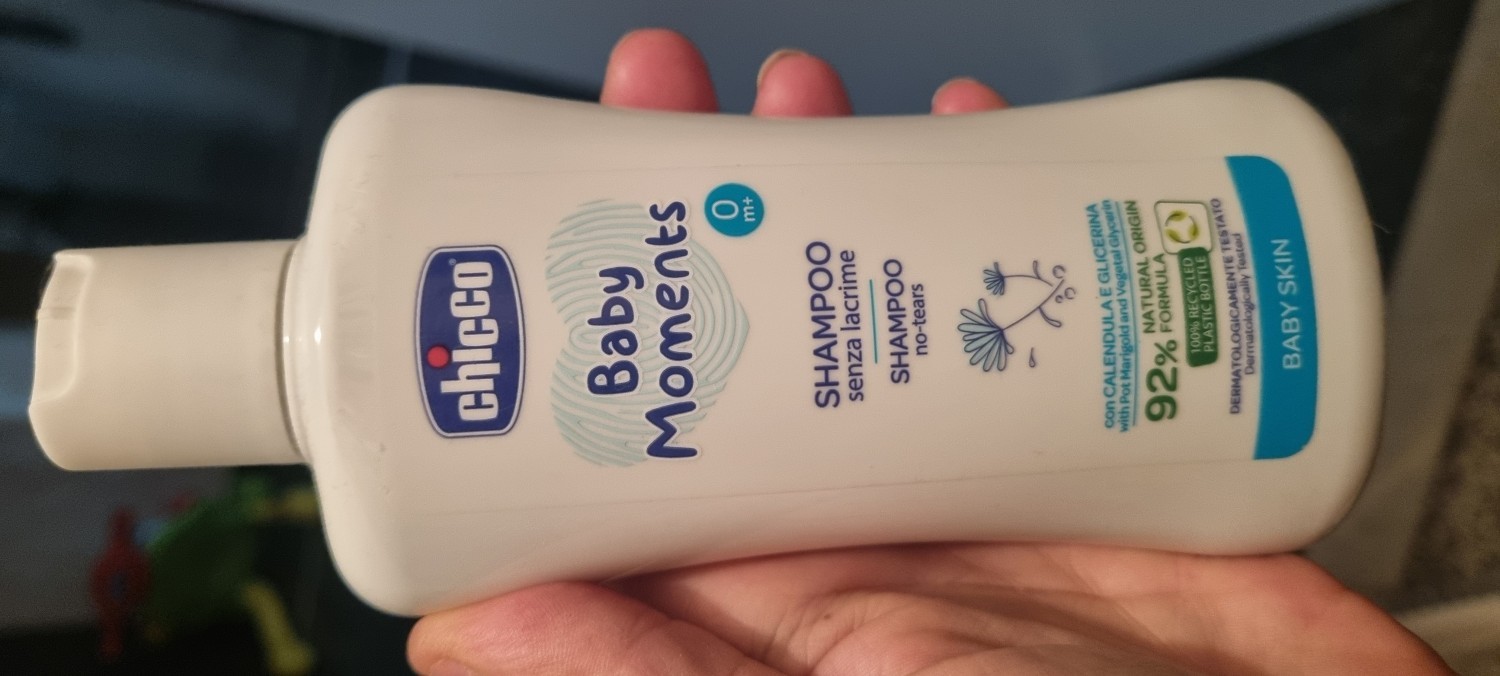 chicco
Baby
Moments
0
m+
SHAMPOO
senza lacrime
SHAMPOO
no-tears
con CALENDULA E GLICERINA
with Pot Marigold and Vegetal Glycerin
92% NATURAL ORIGIN
FORMULA
100% RECYCLED
PLASTIC BOTTLE
DERMATOLOGICAMENTE TESTATO
Dermatologically Tested
BABY SKIN